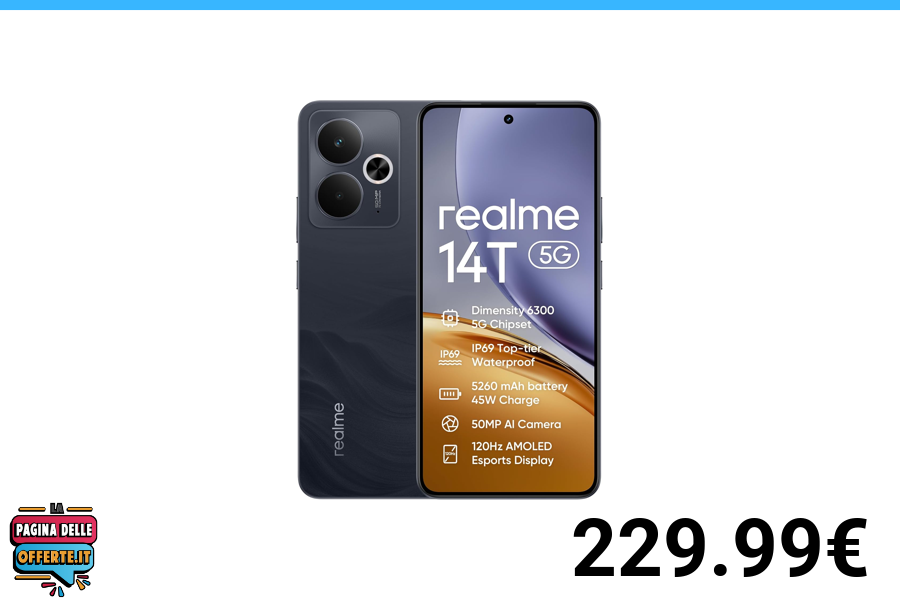 realme
14T 5G
Dimensity 6300
5G Chipset
IP69
IP69 Top-tier
Waterproof
5260 mAh battery
45W Charge
50MP AI Camera
120Hz AMOLED
Esports Display
realme
50MP
LA
PAGINA DELLE
OFFERTE.IT
229.99€